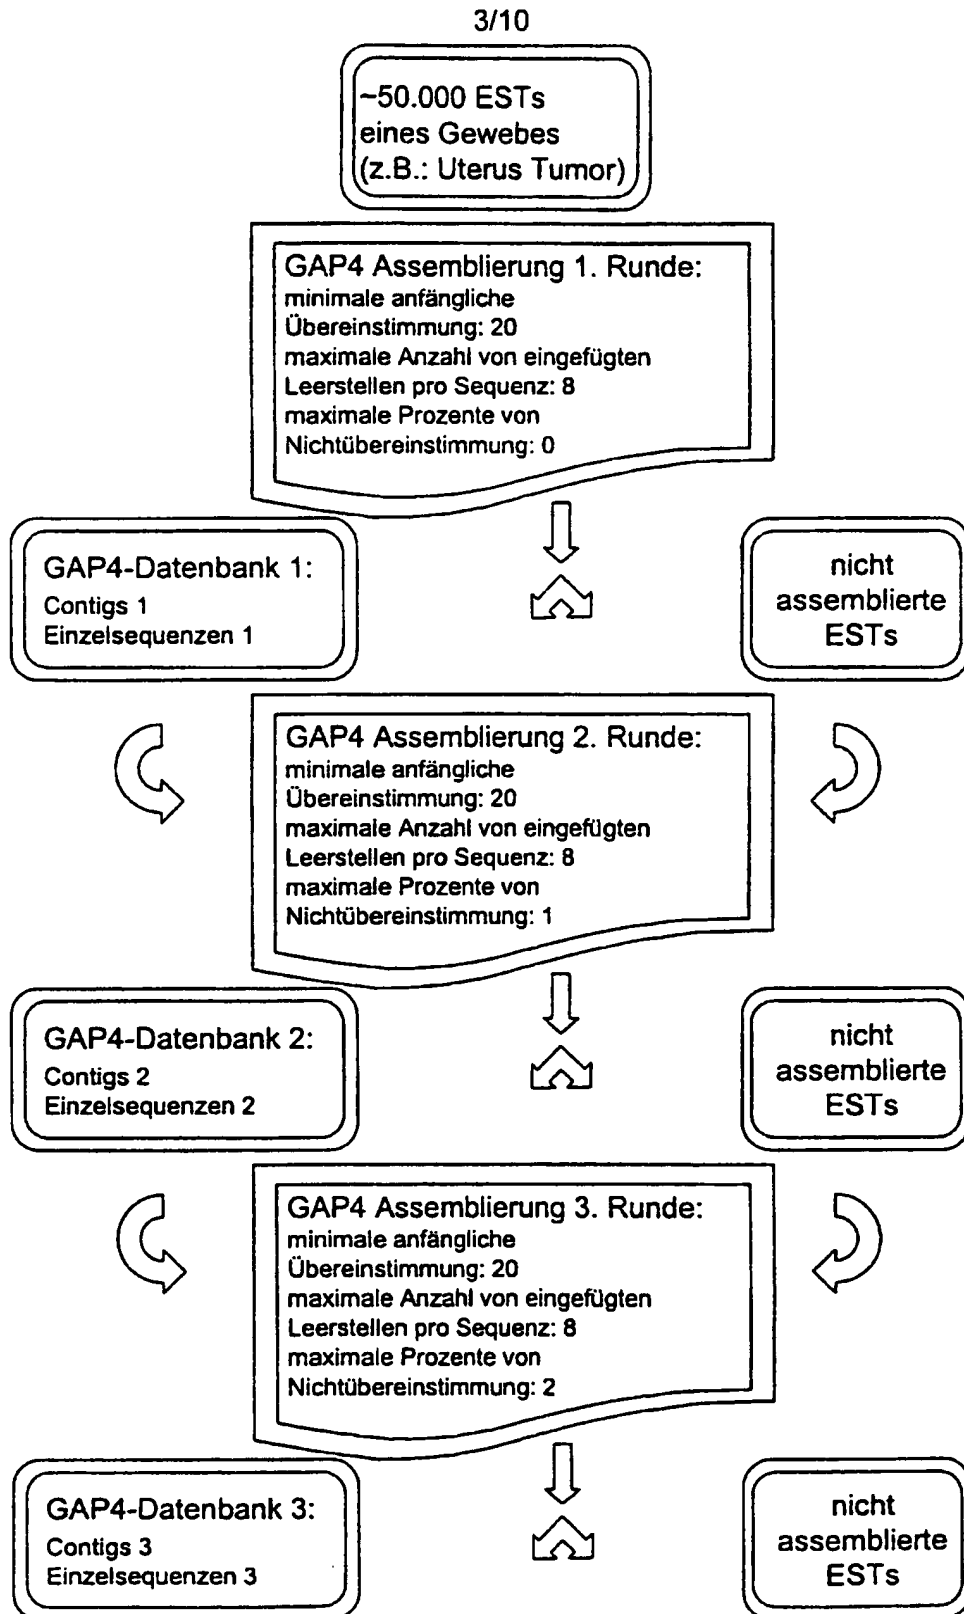 3/10
~50.000 ESTs
eines Gewebes
(z.B.: Uterus Tumor)
GAP4 Assemblierung 1. Runde:
minimale anfängliche
Übereinstimmung: 20
maximale Anzahl von eingefügten
Leerstellen pro Sequenz: 8
maximale Prozente von
Nichtübereinstimmung: 0
GAP4-Datenbank 1:
Contigs 1
Einzelsequenzen 1
nicht
assemblierte
ESTs
GAP4 Assemblierung 2. Runde:
minimale anfängliche
Übereinstimmung: 20
maximale Anzahl von eingefügten
Leerstellen pro Sequenz: 8
maximale Prozente von
Nichtübereinstimmung: 1
GAP4-Datenbank 2:
Contigs 2
Einzelsequenzen 2
nicht
assemblierte
ESTs
GAP4 Assemblierung 3. Runde:
minimale anfängliche
Übereinstimmung: 20
maximale Anzahl von eingefügten
Leerstellen pro Sequenz: 8
maximale Prozente von
Nichtübereinstimmung: 2
GAP4-Datenbank 3:
Contigs 3
Einzelsequenzen 3
nicht
assemblierte
ESTs